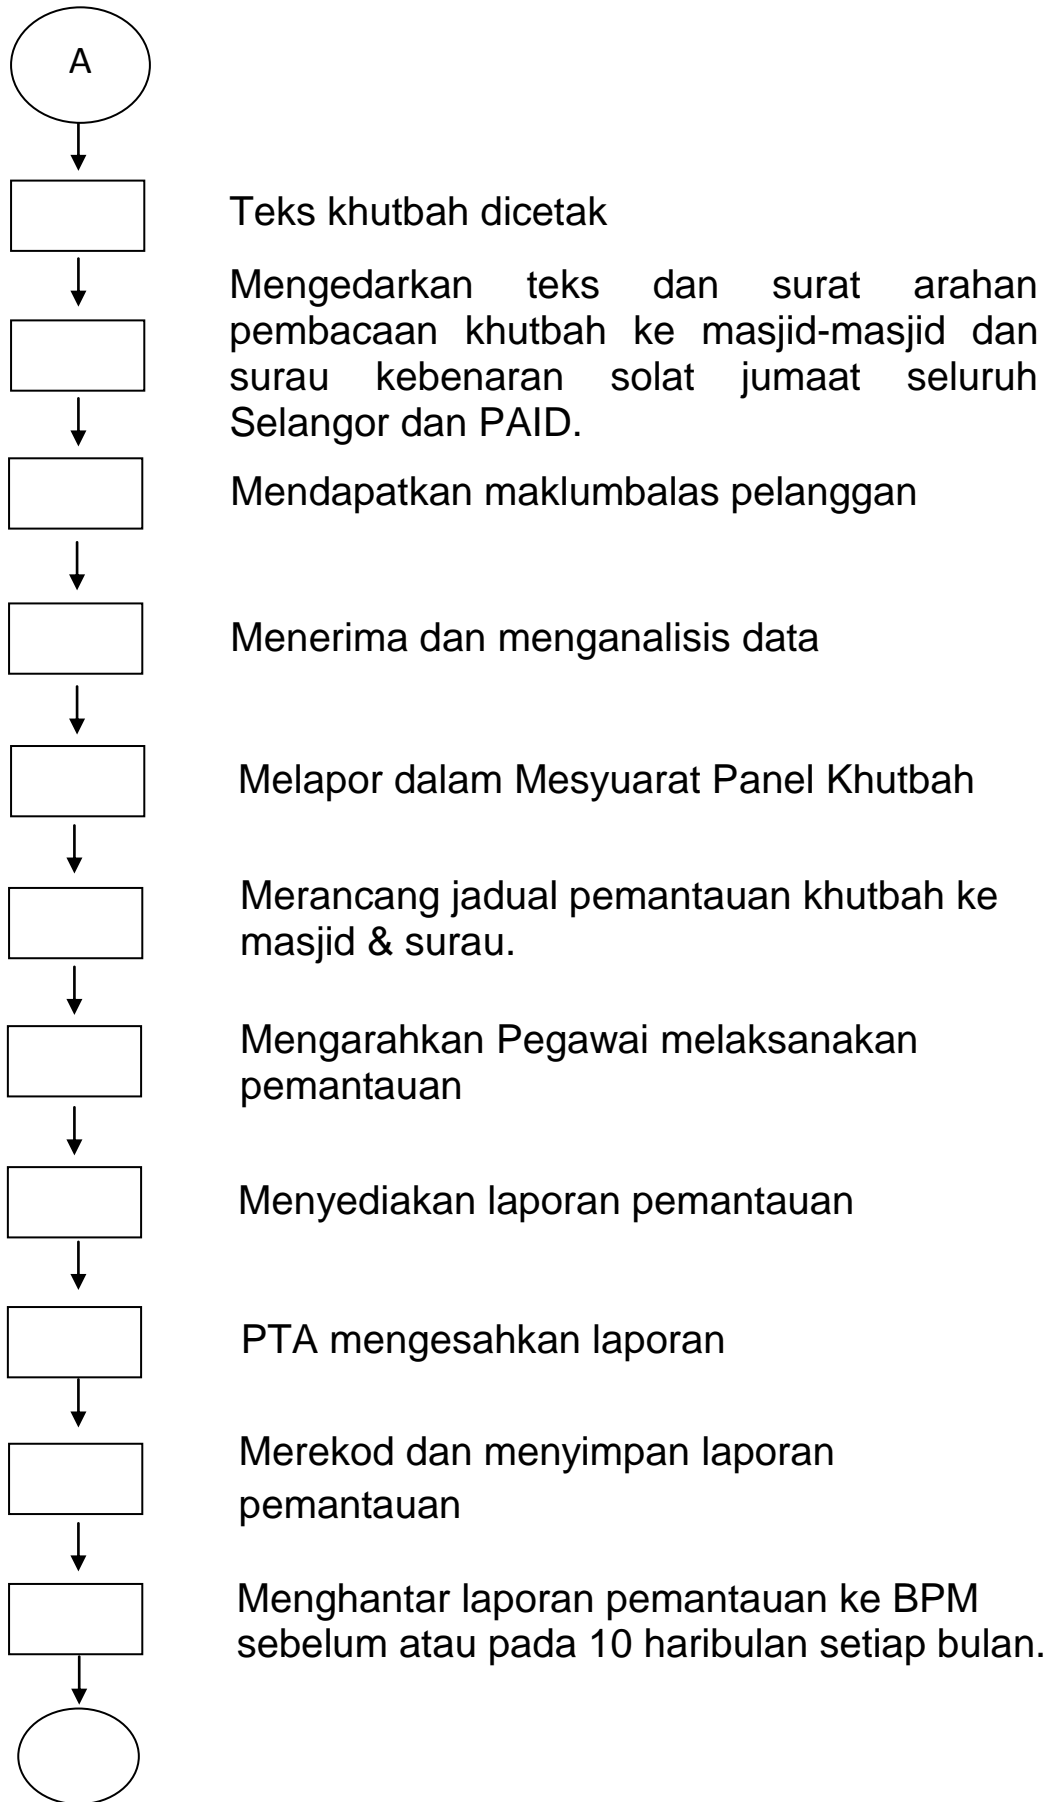 A
Teks khutbah dicetak
Mengedarkan teks dan surat arahan
pembacaan khutbah ke masjid-masjid dan
surau kebenaran solat jumaat seluruh
Selangor dan PAID.
Mendapatkan maklumbalas pelanggan
Menerima dan menganalisis data
Melapor dalam Mesyuarat Panel Khutbah
Merancang jadual pemantauan khutbah ke
masjid & surau.
Mengarahkan Pegawai melaksanakan
pemantauan
Menyediakan laporan pemantauan
PTA mengesahkan laporan
Merekod dan menyimpan laporan
pemantauan
Menghantar laporan pemantauan ke BPM
sebelum atau pada 10 haribulan setiap bulan.